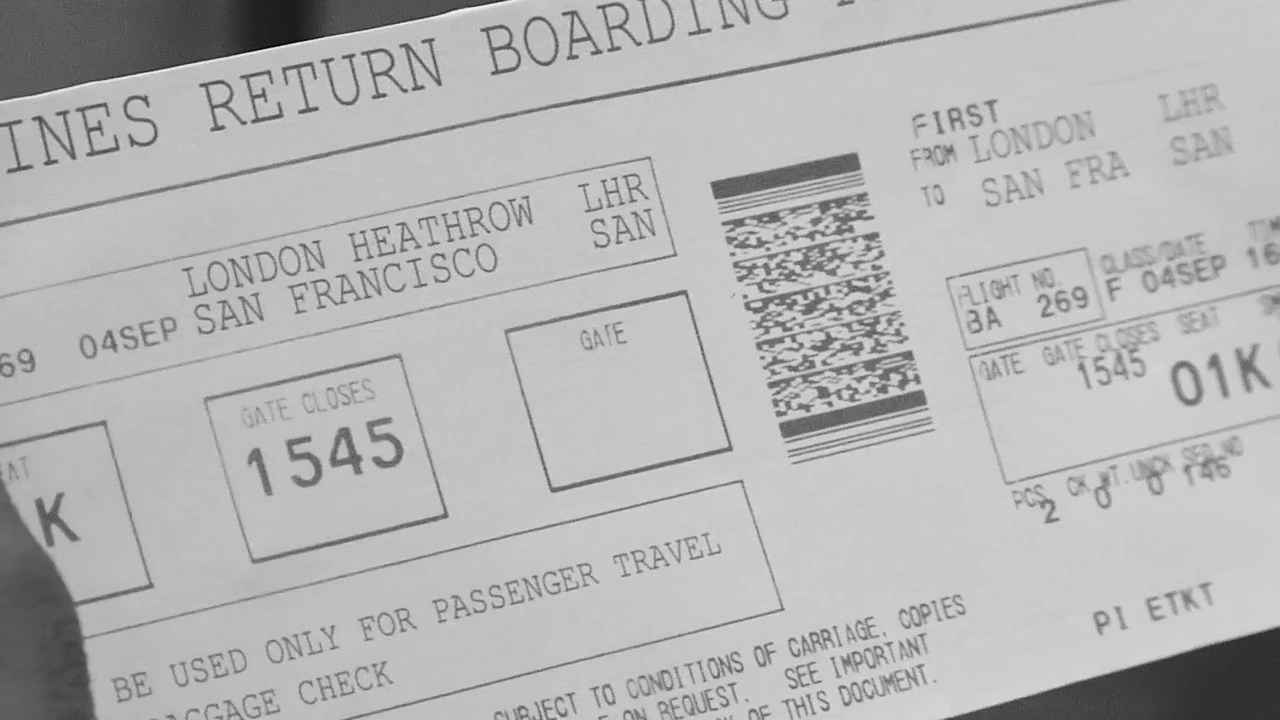 INES RETURN BOARDING
LONDON HEATHROW LHR
69 04SEP SAN FRANCISCO SAN
GATE CLOSES
1545
GATE
K
BE USED ONLY FOR PASSENGER TRAVEL
AGGAGE CHECK
SUBJECT TO CONDITIONS OF CARRIAGE. COPIES
ON REQUEST. SEE IMPORTANT
OF THIS DOCUMENT.
FIRST
FROM LONDON LHR
TO SAN FRA SAN
FLIGHT NO. CLASS/DATE
BA 269 F 04SEP 16
GATE GATE CLOSES SEAT
1545 01K
PCS CK WT. UNCK SEQ.NO
2 0 0 146
PI ETKT